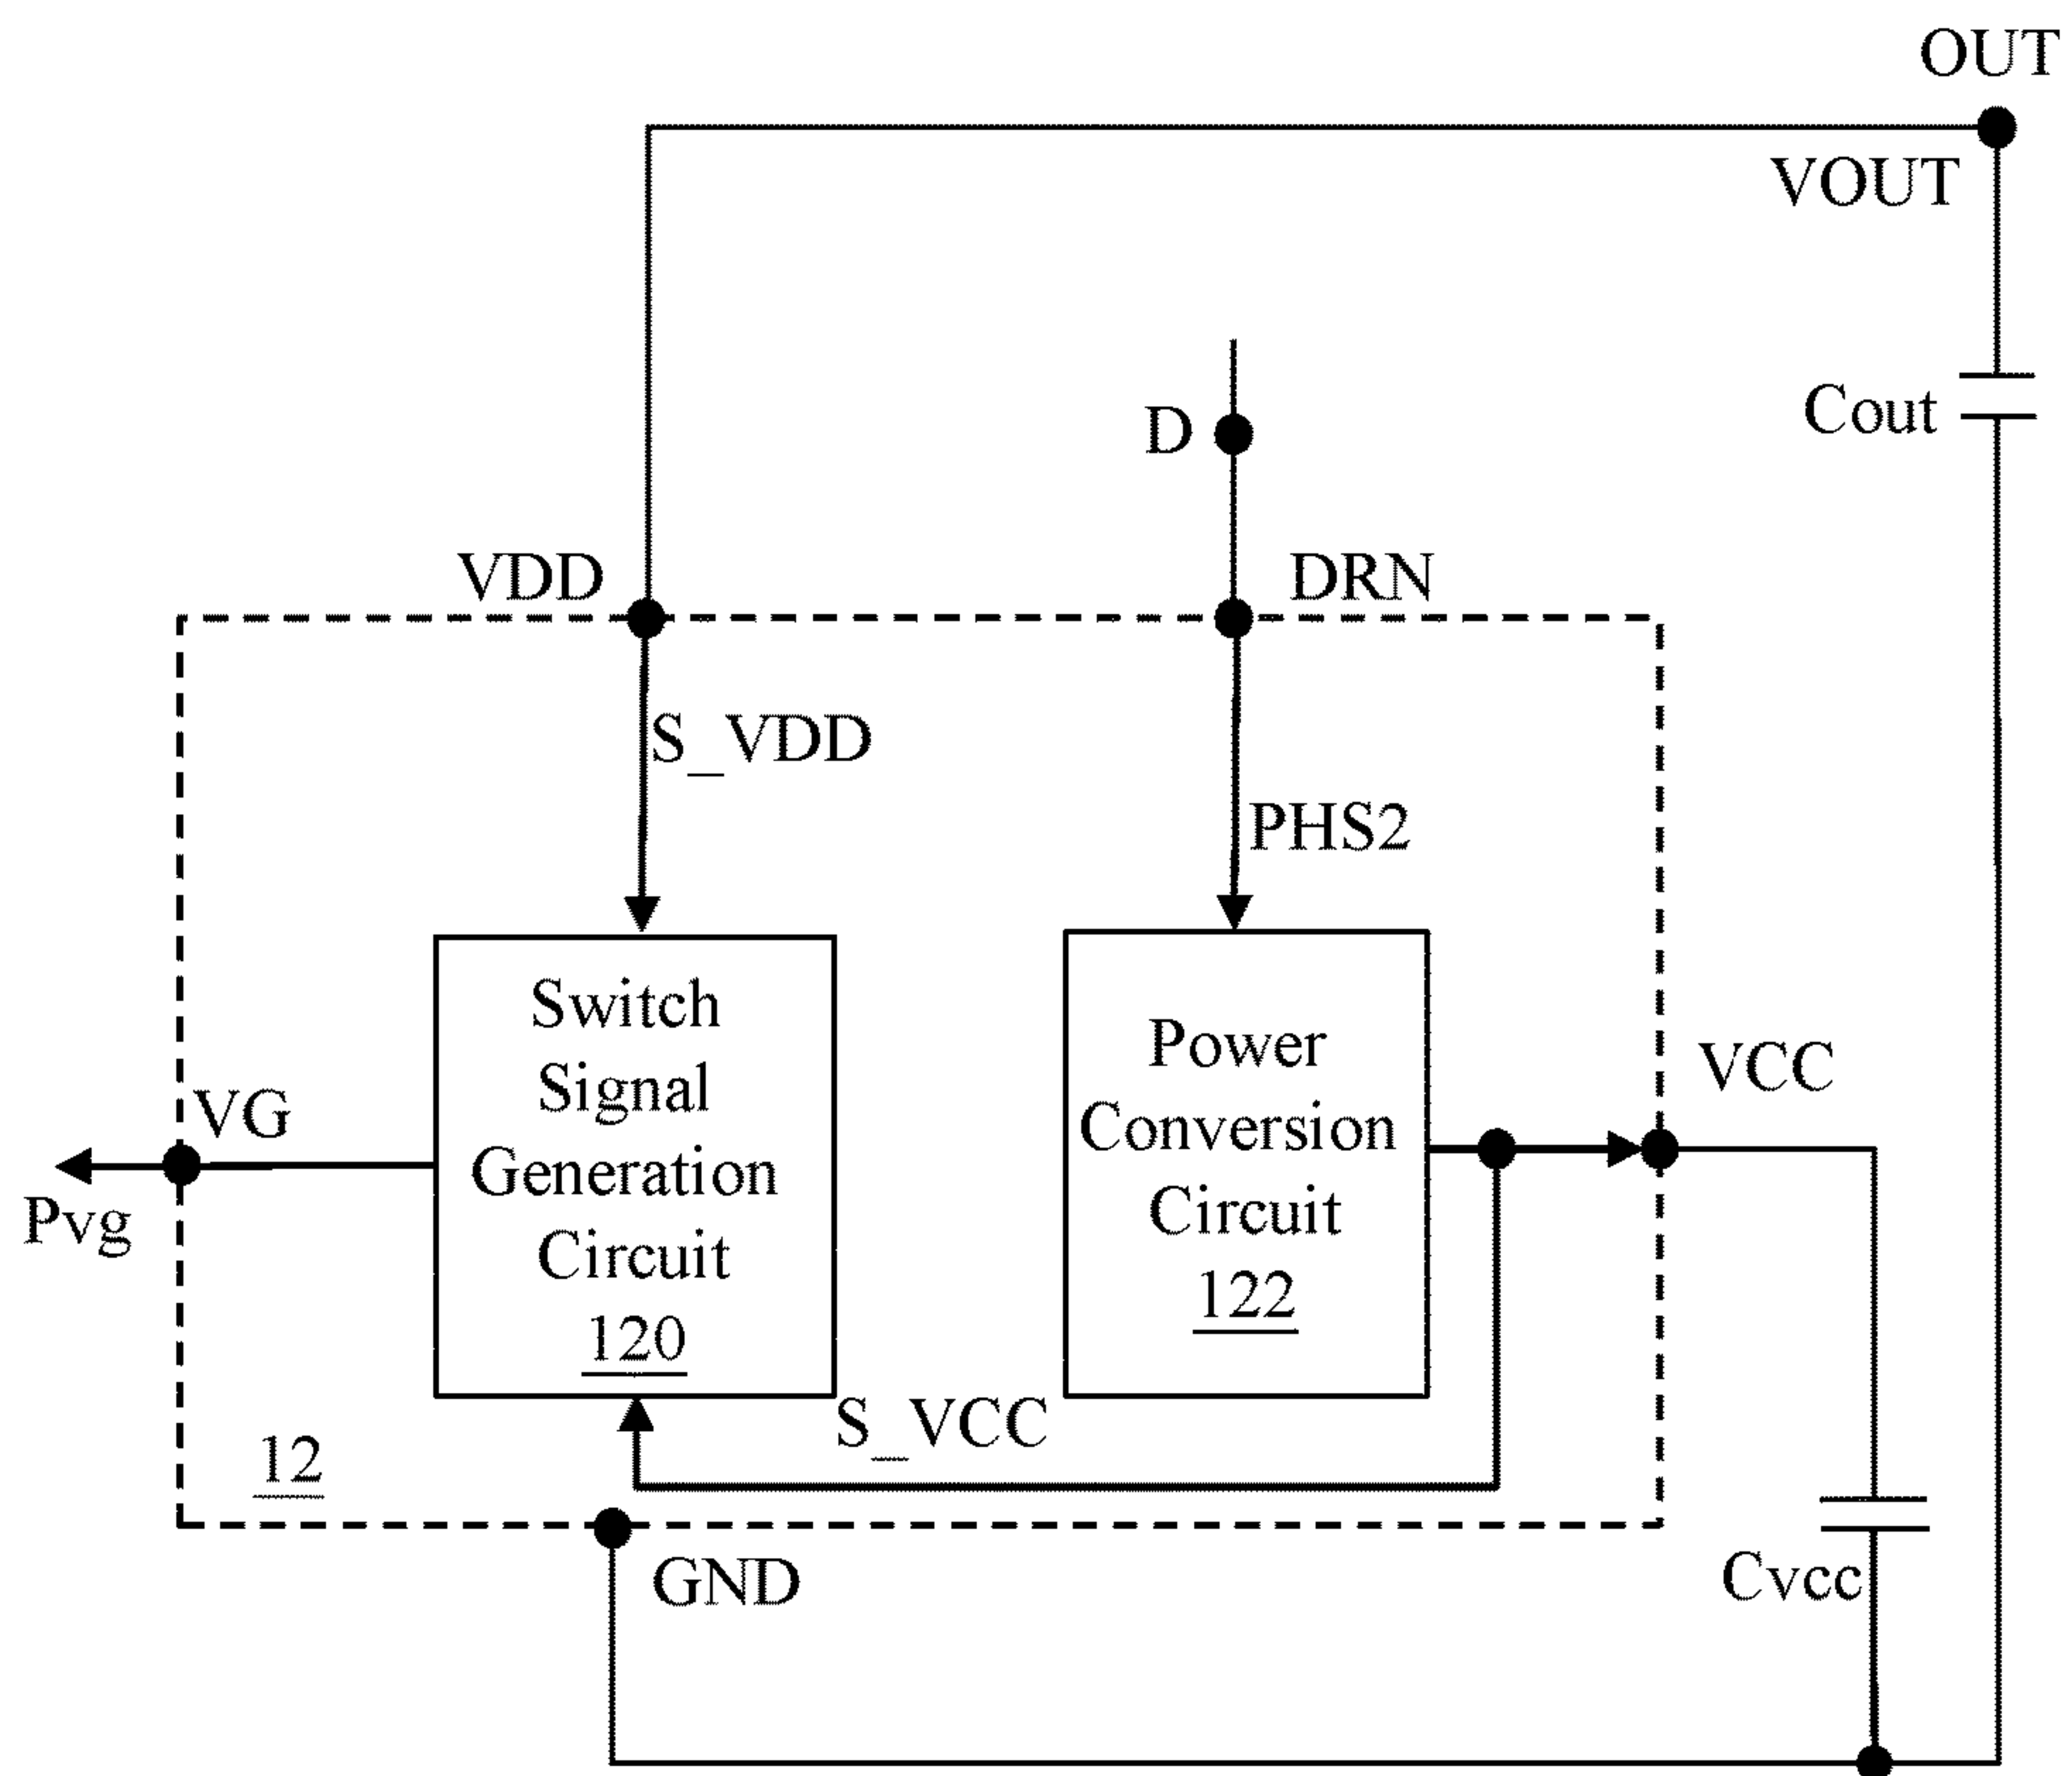 OUT
VOUT
Cout
D
VDD
DRN
S_VDD
PHS2
Switch
Signal
Generation
Circuit
120
Power
Conversion
Circuit
122
VCC
VG
Pvg
S_VCC
12
GND
Cvcc